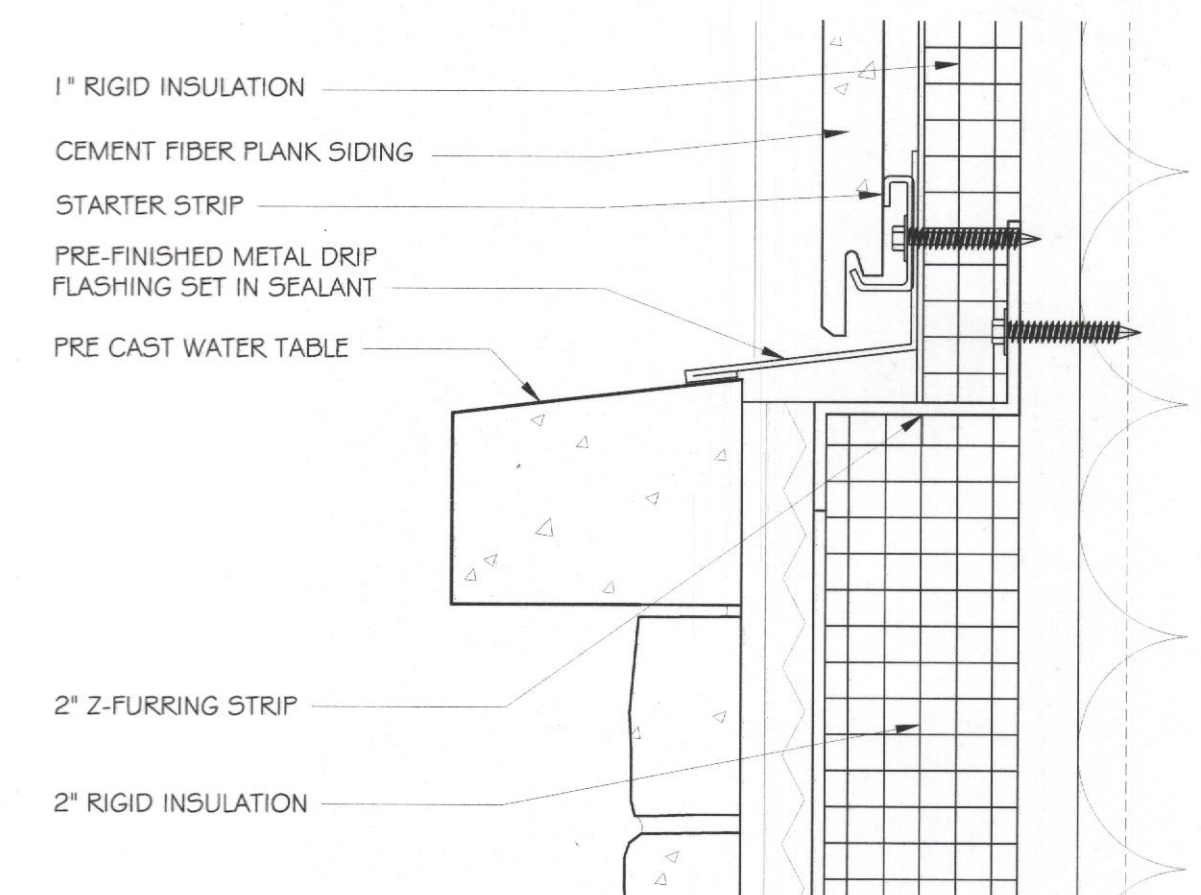 1" RIGID INSULATION
CEMENT FIBER PLANK SIDING
STARTER STRIP
PRE-FINISHED METAL DRIP
FLASHING SET IN SEALANT
PRE CAST WATER TABLE
2" Z-FURRING STRIP
2" RIGID INSULATION